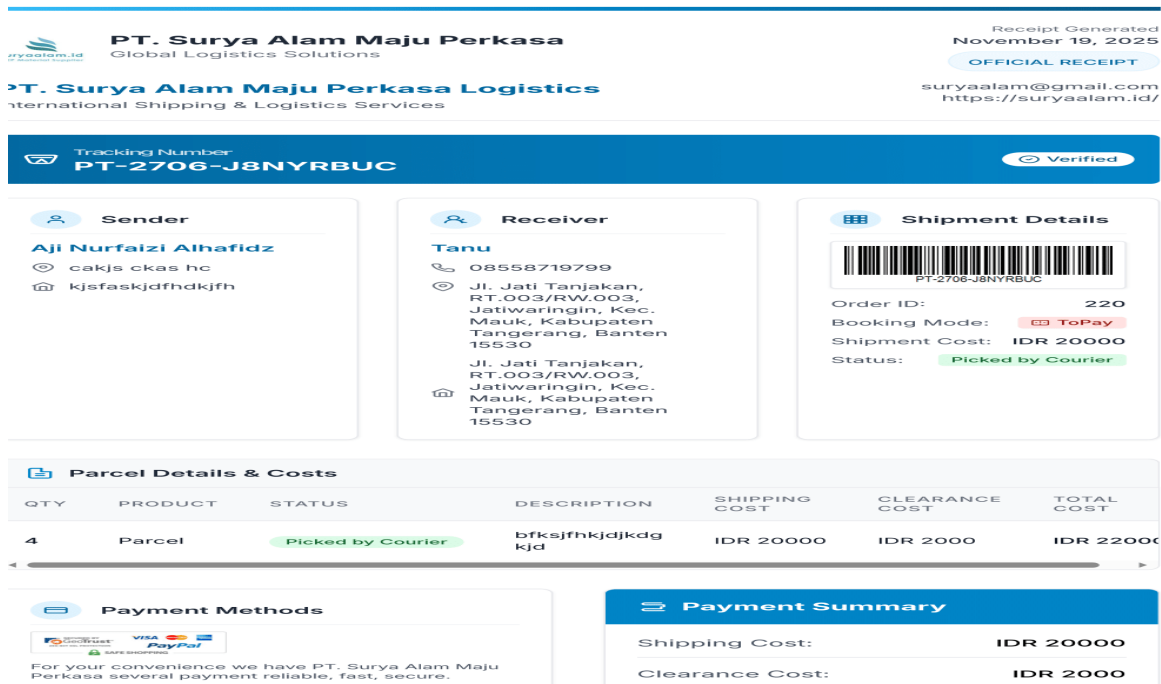 PT. Surya Alam Maju Perkasa
Global Logistics Solutions
Receipt Generated
November 19, 2025
OFFICIAL RECEIPT
PT. Surya Alam Maju Perkasa Logistics
nternational Shipping & Logistics Services
suryaalam@gmail.com
https://suryaalam.id/
Tracking Number
PT-2706-J8NYRBUC
Verified
Sender
Aji Nurfaizi Alhafidz
cakjs ckas hc
kjsfaskjdfhdkjfh
Receiver
Tanu
08558719799
Jl. Jati Tanjakan,
RT.003/RW.003,
Jatiwaringin, Kec.
Mauk, Kabupaten
Tangerang, Banten
15530
Jl. Jati Tanjakan,
RT.003/RW.003,
Jatiwaringin, Kec.
Mauk, Kabupaten
Tangerang, Banten
15530
Shipment Details
PT-2706-J8NYRBUC
Order ID: 220
Booking Mode: ToPay
Shipment Cost: IDR 20000
Status: Picked by Courier
Parcel Details & Costs
QTY PRODUCT STATUS DESCRIPTION SHIPPING COST CLEARANCE COST TOTAL COST
4 Parcel Picked by Courier bfksjfhkjdjkdg kjd IDR 20000 IDR 2000 IDR 22000
Payment Methods
GeoTrust
VISA
PayPal
SAFE SHOPPING
For your convenience we have PT. Surya Alam Maju
Perkasa several payment reliable, fast, secure.
Payment Summary
Shipping Cost: IDR 20000
Clearance Cost: IDR 2000